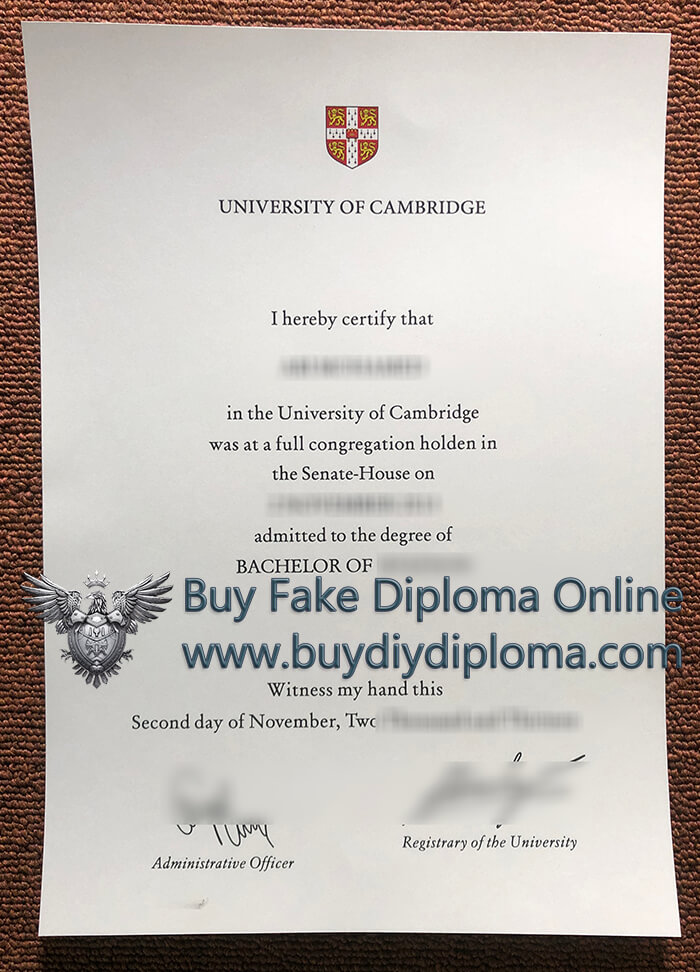 UNIVERSITY OF CAMBRIDGE
I hereby certify that
in the University of Cambridge
was at a full congregation holden in
the Senate-House on
admitted to the degree of
BACHELOR OF
Buy Fake Diploma Online
www.buydiydiploma.com
Witness my hand this
Second day of November, Two
Administrative Officer
Registrary of the University